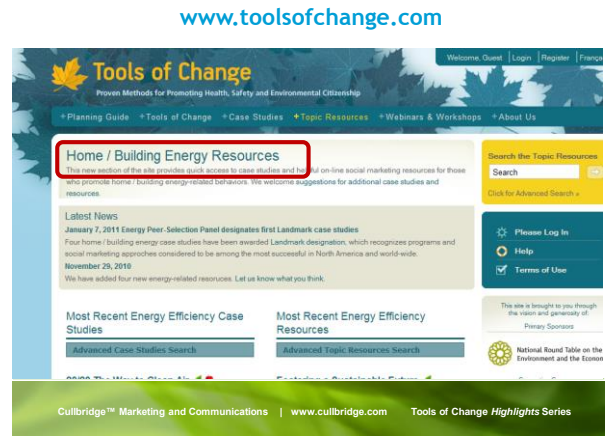 www.toolsofchange.com
Welcome, Guest | Login | Register | França
Tools of Change
Proven Methods for Promoting Health, Safety and Environmental Citizenship
+Planning Guide +Tools of Change +Case Studies +Topic Resources +Webinars & Workshops +About Us
Home / Building Energy Resources
This new section of the site provides quick access to case studies and helpful on-line social marketing resources for those
who promote home / building energy-related behaviors. We welcome suggestions for additional case studies and
resources.
Latest News
January 7, 2011 Energy Peer-Selection Panel designates first Landmark case studies
Four home / building energy case studies have been awarded Landmark designation, which recognizes programs and
social marketing approaches considered to be among the most successful in North America and world-wide.
November 29, 2010
We have added four new energy-related resources. Let us know what you think.
Most Recent Energy Efficiency Case
Studies
Advanced Case Studies Search
Most Recent Energy Efficiency
Resources
Advanced Topic Resources Search
Search the Topic Resources
Search
Click for Advanced Search »
Please Log In
Help
Terms of Use
This site is brought to you through
the vision and generosity of:
Primary Sponsors
National Round Table on the
Environment and the Econom
Cullbridge™ Marketing and Communications | www.cullbridge.com Tools of Change Highlights Series